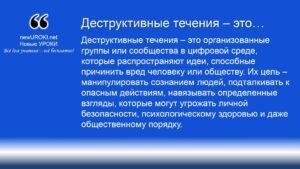 Деструктивные течения – это…
newUROKI.net
Новые УРОКИ
Всё для учителя – всё бесплатно!
Деструктивные течения – это организованные
группы или сообщества в цифровой среде,
которые распространяют идеи, способные
причинить вред человеку или обществу. Их цель –
манипулировать сознанием людей, подталкивать к
опасным действиям, навязывать определенные
взгляды, которые могут угрожать личной
безопасности, психологическому здоровью и даже
общественному порядку.